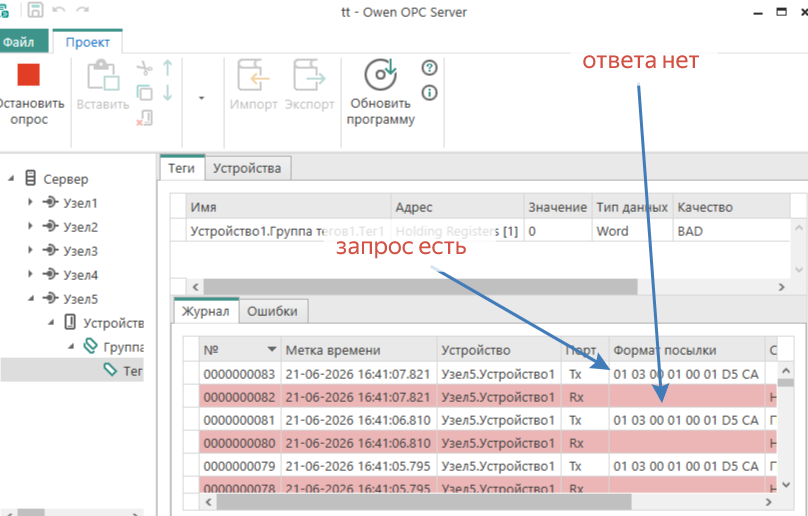 tt - Owen OPC Server
Файл
Проект
ответа нет
Остановить
опрос
Вставить
Импорт
Экспорт
Обновить
программу
Сервер
Узел1
Узел2
Узел3
Узел4
Узел5
Устройств
Группа
Тег
Теги
Устройства
Имя Адрес Значение Тип данных Качество
Устройство1.Группа тегов1.Тег1 Holding Registers [1] 0 Word BAD
запрос есть
Журнал
Ошибки
№ Метка времени Устройство Порт Формат посылки С
0000000083 21-06-2026 16:41:07.821 Узел5.Устройство1 Tx 01 03 00 01 00 01 D5 CA
0000000082 21-06-2026 16:41:07.821 Узел5.Устройство1 Rx Н
0000000081 21-06-2026 16:41:06.810 Узел5.Устройство1 Tx 01 03 00 01 00 01 D5 CA П
0000000080 21-06-2026 16:41:06.810 Узел5.Устройство1 Rx Н
0000000079 21-06-2026 16:41:05.795 Узел5.Устройство1 Tx 01 03 00 01 00 01 D5 CA П
0000000078 21-06-2026 16:41:05.795 Узел5.Устройство1 Rx Н